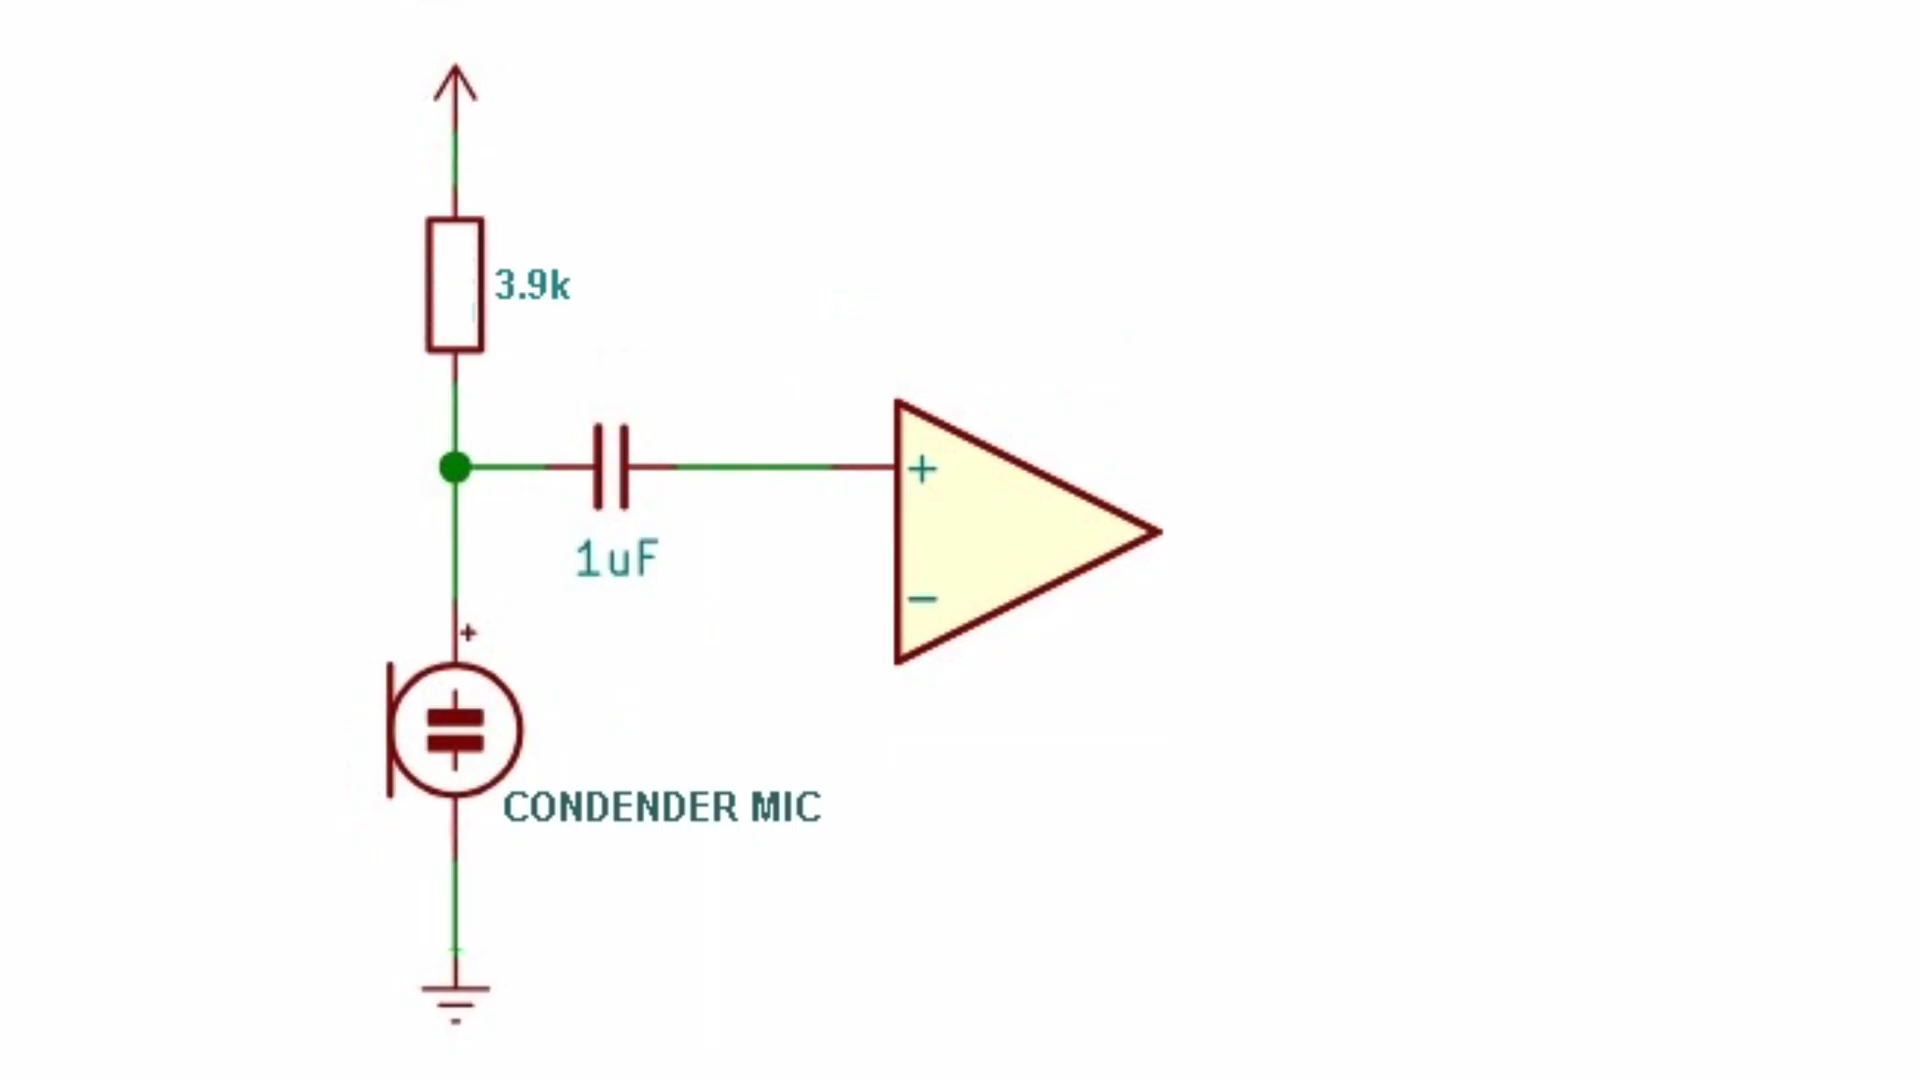 3.9k
+
1uF
−
+
CONDENDER MIC